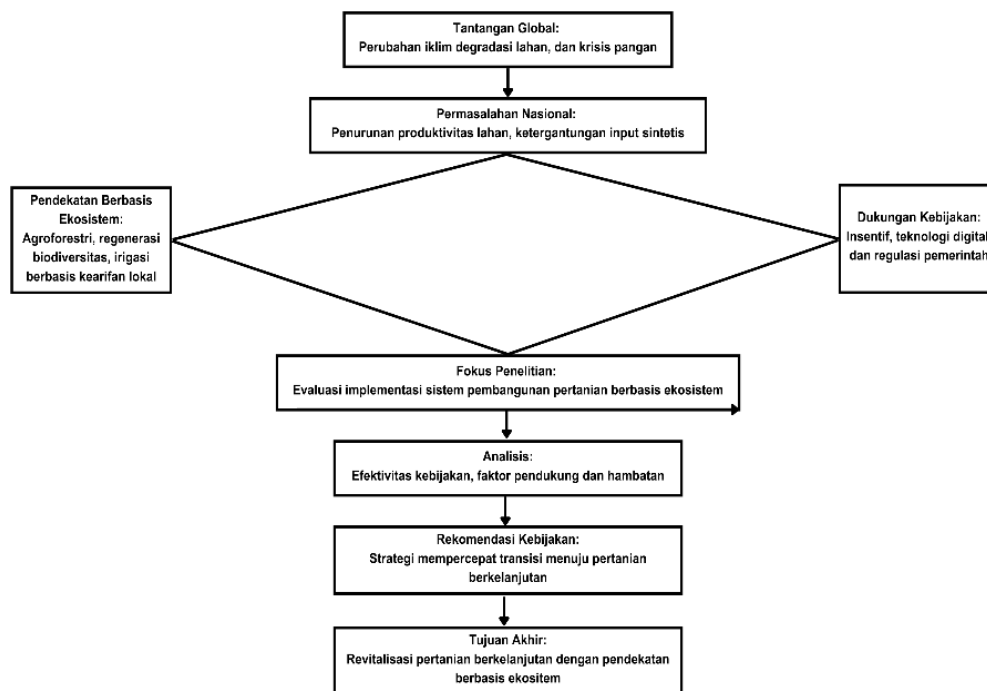 Tantangan Global:
Perubahan iklim degradasi lahan, dan krisis pangan
Permasalahan Nasional:
Penurunan produktivitas lahan, ketergantungan input sintetis
Pendekatan Berbasis
Ekosistem:
Agroforestri, regenerasi
biodiversitas, irigasi
berbasis kearifan lokal
Dukungan Kebijakan:
Insentif, teknologi digital
dan regulasi pemerintah
Fokus Penelitian:
Evaluasi implementasi sistem pembangunan pertanian berbasis ekosistem
Analisis:
Efektivitas kebijakan, faktor pendukung dan hambatan
Rekomendasi Kebijakan:
Strategi mempercepat transisi menuju pertanian
berkelanjutan
Tujuan Akhir:
Revitalisasi pertanian berkelanjutan dengan pendekatan
berbasis ekositem